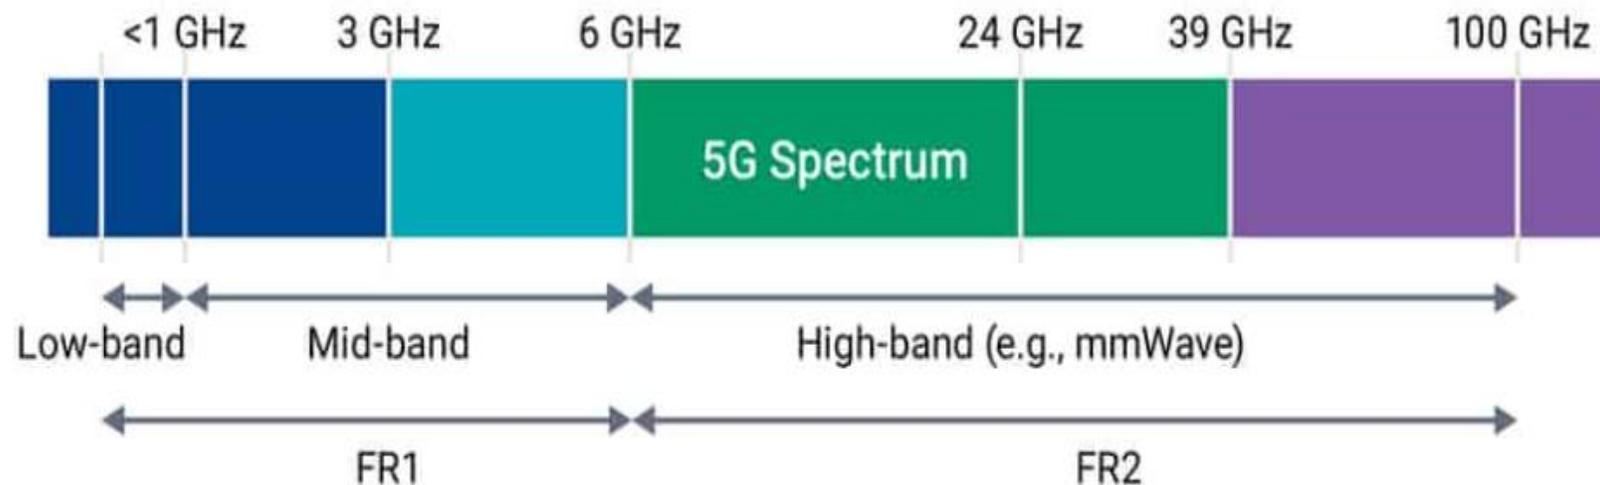 <1 GHz 3 GHz 6 GHz 24 GHz 39 GHz 100 GHz
5G Spectrum
Low-band Mid-band High-band (e.g., mmWave)
FR1 FR2